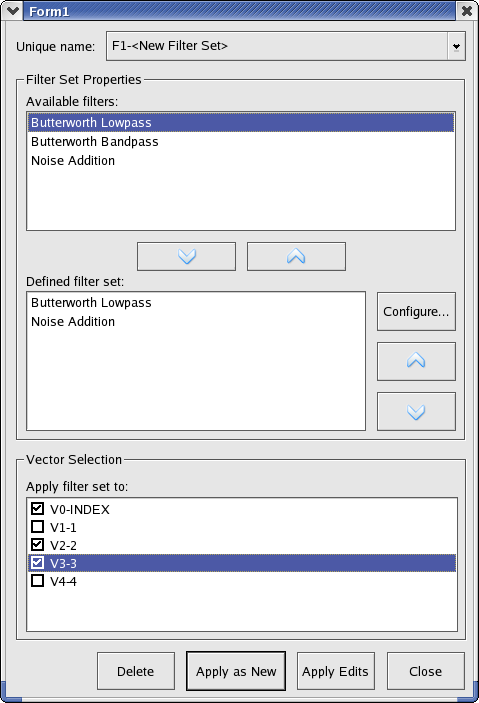 Form1
Unique name: F1-<New Filter Set>
Filter Set Properties
Available filters:
Butterworth Lowpass
Butterworth Bandpass
Noise Addition
Defined filter set:
Butterworth Lowpass
Noise Addition
Configure...
Vector Selection
Apply filter set to:
V0-INDEX
V1-1
V2-2
V3-3
V4-4
Delete Apply as New Apply Edits Close